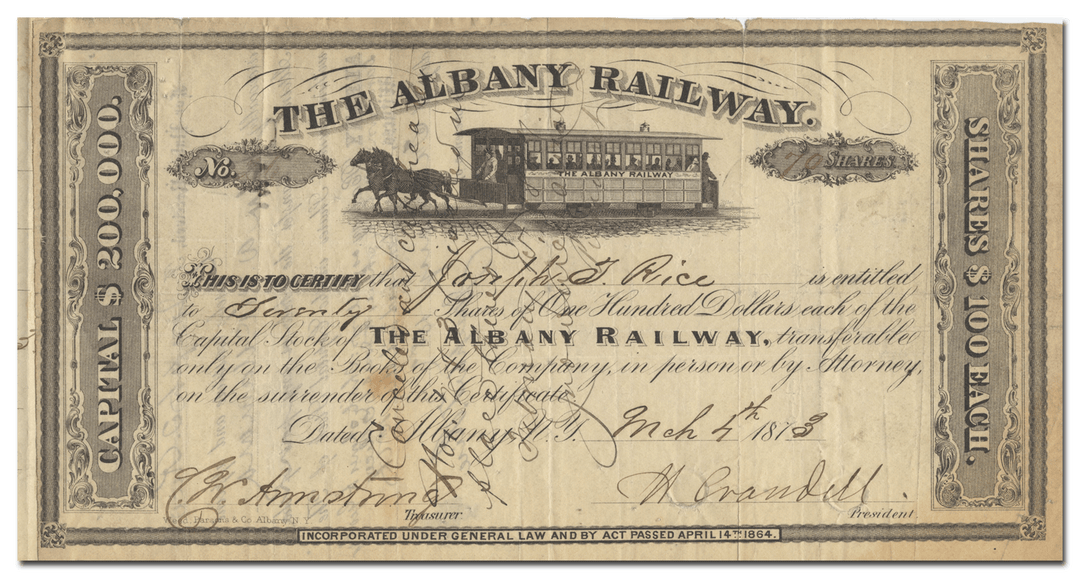 THE ALBANY RAILWAY.
No.
70 SHARES
THE ALBANY RAILWAY
CAPITAL $ 200,000.
SHARES $ 100 EACH.
THIS IS TO CERTIFY that Joseph T. Rice is entitled
to Seventy Shares of One Hundred Dollars each of the
Capital Stock of THE ALBANY RAILWAY, transferable
only on the Books of the Company, in person or by Attorney,
on the surrender of this Certificate.
Dated, Albany N.Y. Mch 4th 1873
C. W. Armstrong
Treasurer
H Crandell.
President.
Weed, Parsons & Co. Albany, N.Y.
INCORPORATED UNDER GENERAL LAW AND BY ACT PASSED APRIL 14TH 1864.